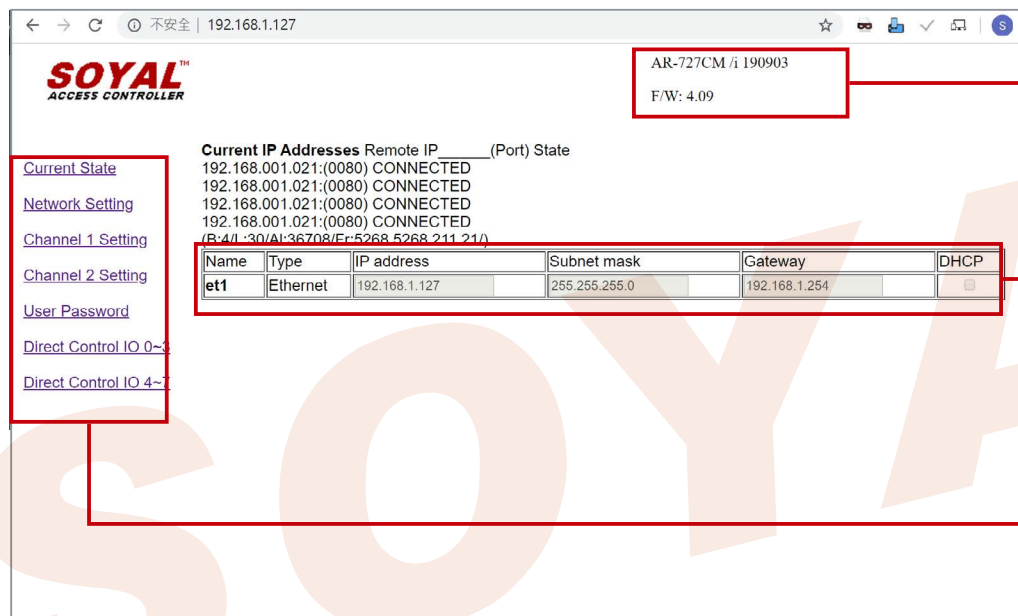 不安全 | 192.168.1.127
S
SOYAL™
ACCESS CONTROLLER
AR-727CM /i 190903
F/W: 4.09
Current State
Network Setting
Channel 1 Setting
Channel 2 Setting
User Password
Direct Control IO 0~3
Direct Control IO 4~7
Current IP Addresses Remote IP______(Port) State
192.168.001.021:(0080) CONNECTED
192.168.001.021:(0080) CONNECTED
192.168.001.021:(0080) CONNECTED
192.168.001.021:(0080) CONNECTED
(B:4/L:30/AI:36708/Er:5268.5268.211.21/)
Name Type IP address Subnet mask Gateway DHCP
et1 Ethernet 192.168.1.127 255.255.255.0 192.168.1.254
SOYA